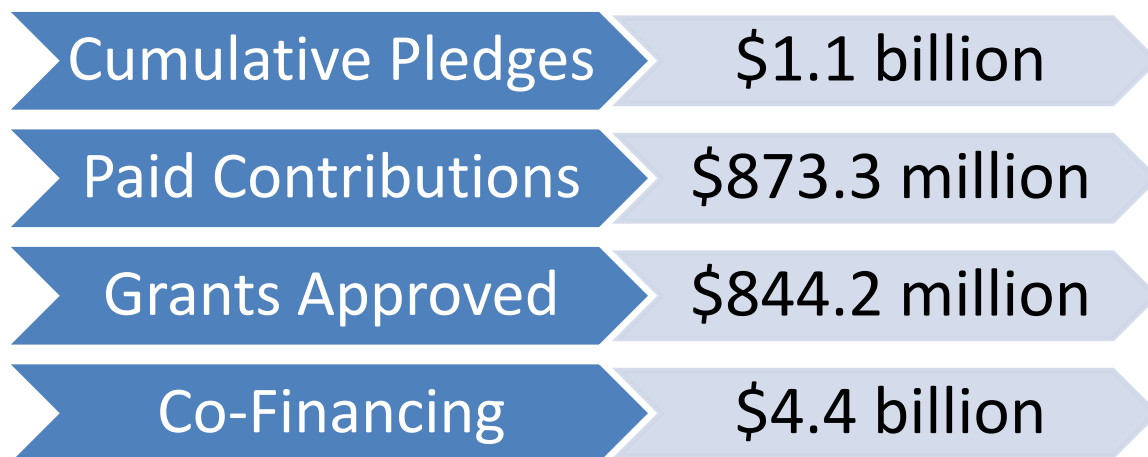 Cumulative Pledges $1.1 billion
Paid Contributions $873.3 million
Grants Approved $844.2 million
Co-Financing $4.4 billion